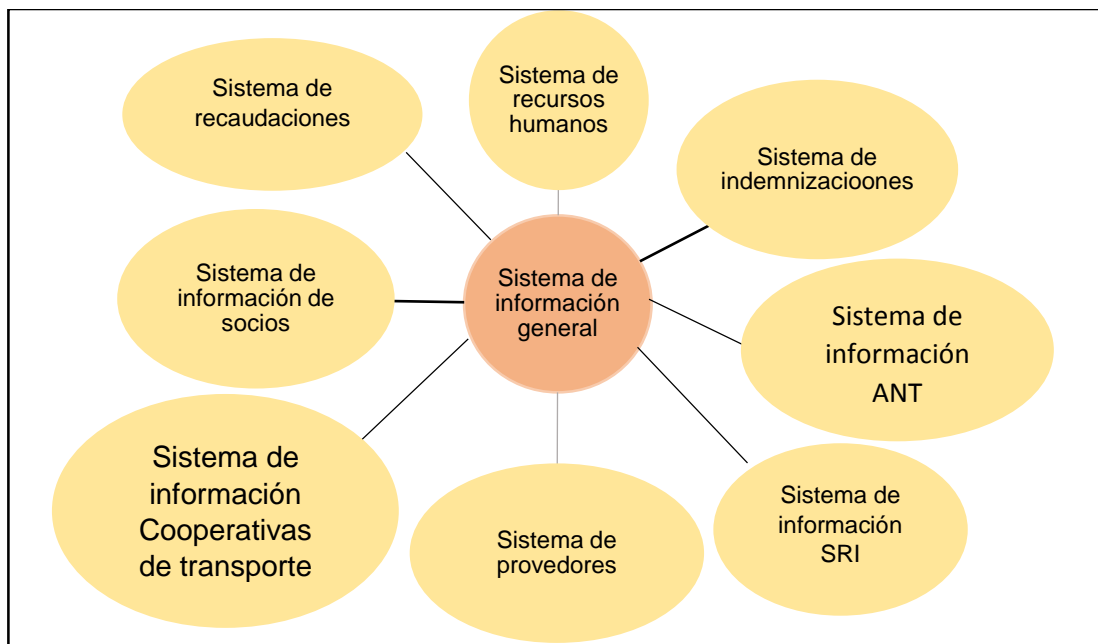 Sistema de
recaudaciones
Sistema de
recursos
humanos
Sistema de
indemnizacioones
Sistema de
información de
socios
Sistema de
información
general
Sistema de
información
ANT
Sistema de
información
Cooperativas
de transporte
Sistema de
provedores
Sistema de
información
SRI